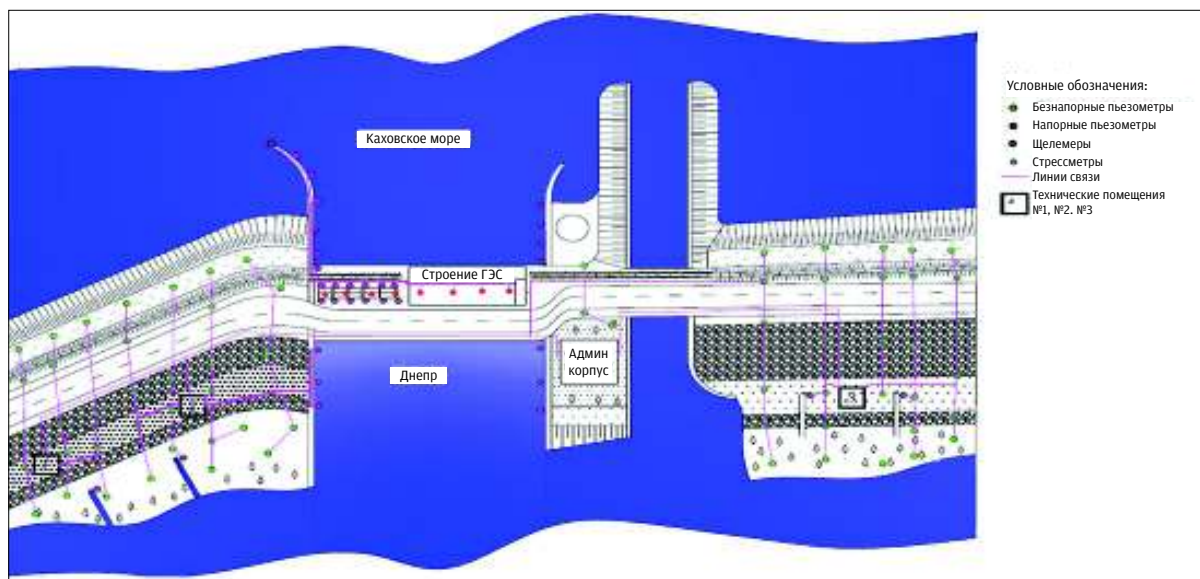 Каховское море
Строение ГЭС
Днепр
Админ
корпус
3
Условные обозначения:
Безнапорные пьезометры
Напорные пьезометры
Щелемеры
Стрессметры
Линии связи
Технические помещения
№1, №2. №3